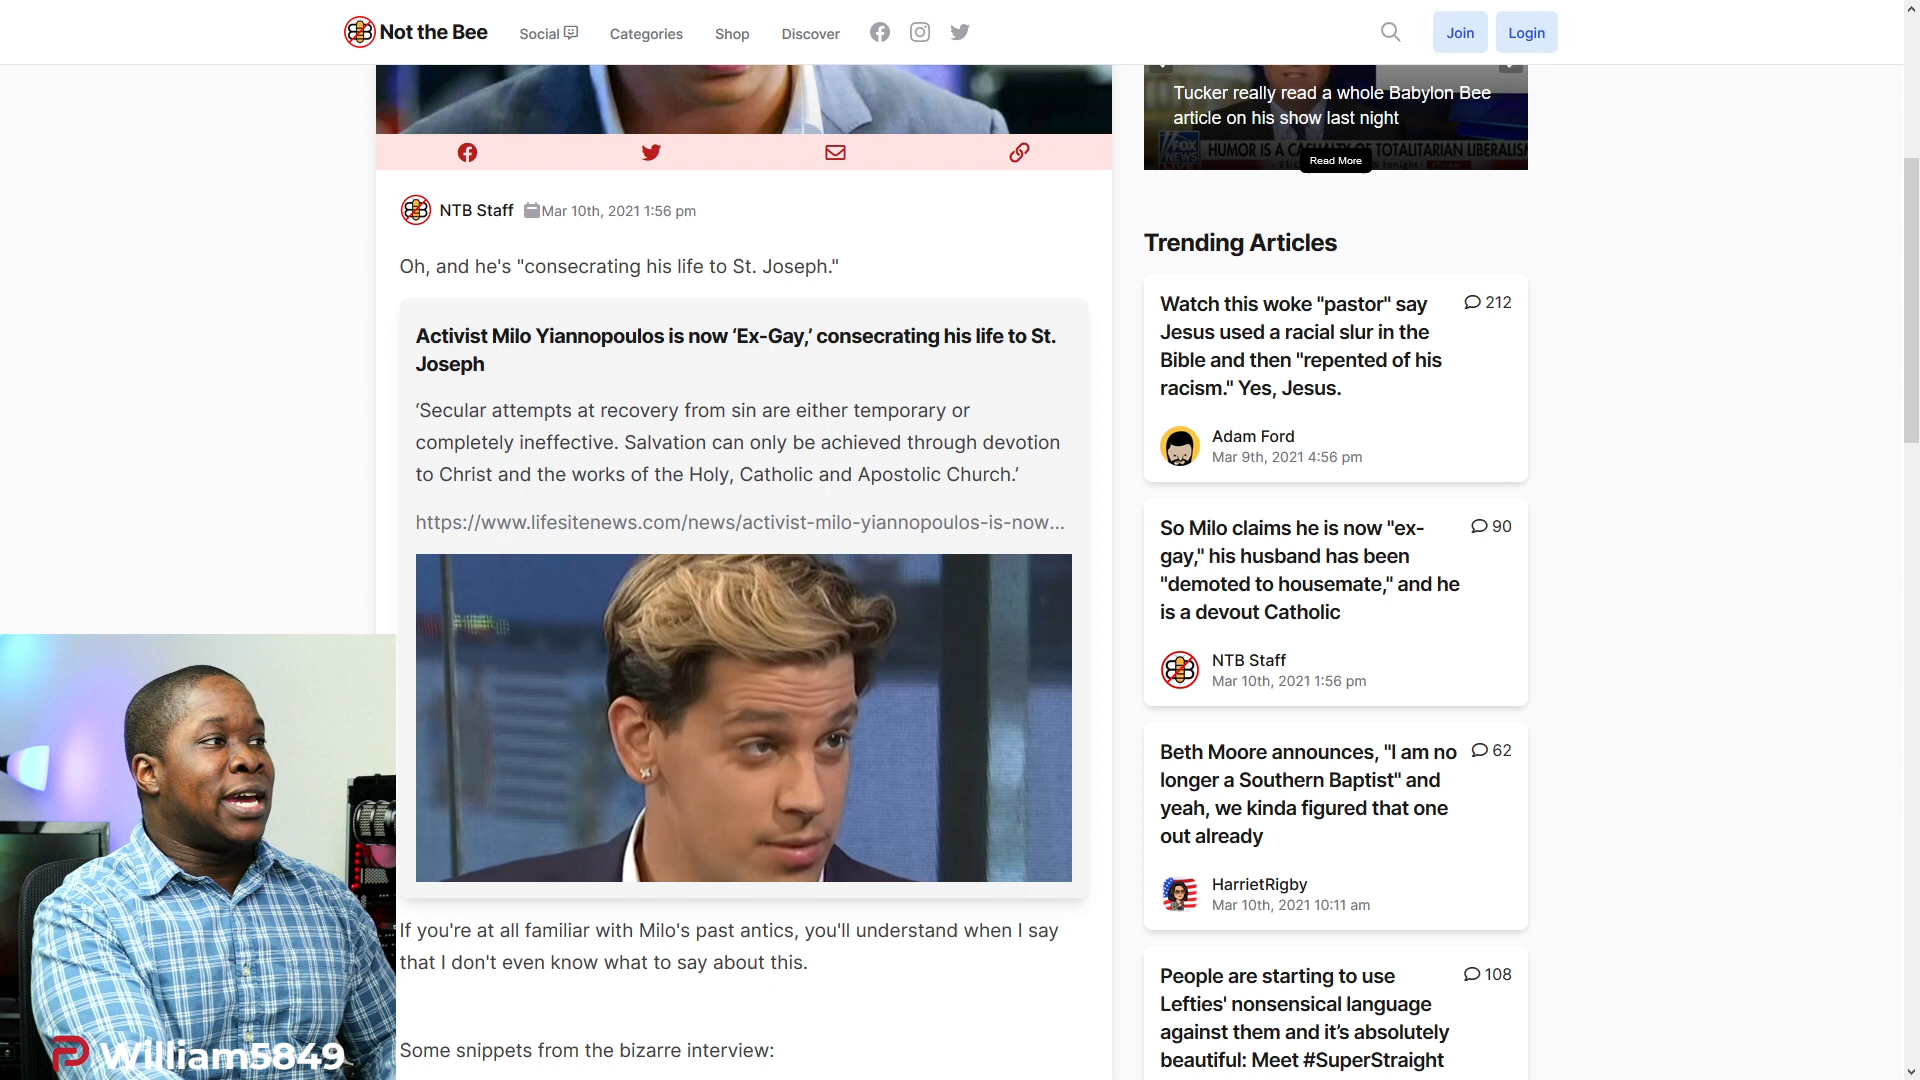 Not the Bee
Social
Categories
Shop
Discover
Join
Login
Tucker really read a whole Babylon Bee
article on his show last night
FOX
NEWS
HUMOR IS A CASUALTY OF TOTALITARIAN LIBERALISM
Read More
NTB Staff Mar 10th, 2021 1:56 pm
Oh, and he's "consecrating his life to St. Joseph."
Activist Milo Yiannopoulos is now ‘Ex-Gay,’ consecrating his life to St.
Joseph
‘Secular attempts at recovery from sin are either temporary or
completely ineffective. Salvation can only be achieved through devotion
to Christ and the works of the Holy, Catholic and Apostolic Church.’
https://www.lifesitenews.com/news/activist-milo-yiannopoulos-is-now...
If you're at all familiar with Milo's past antics, you'll understand when I say
that I don't even know what to say about this.
Some snippets from the bizarre interview:
William5849
Trending Articles
Watch this woke "pastor" say
Jesus used a racial slur in the
Bible and then "repented of his
racism." Yes, Jesus.
212
Adam Ford
Mar 9th, 2021 4:56 pm
So Milo claims he is now "ex-
gay," his husband has been
"demoted to housemate," and he
is a devout Catholic
90
NTB Staff
Mar 10th, 2021 1:56 pm
Beth Moore announces, "I am no
longer a Southern Baptist" and
yeah, we kinda figured that one
out already
62
HarrietRigby
Mar 10th, 2021 10:11 am
People are starting to use
Lefties' nonsensical language
against them and it’s absolutely
beautiful: Meet #SuperStraight
108